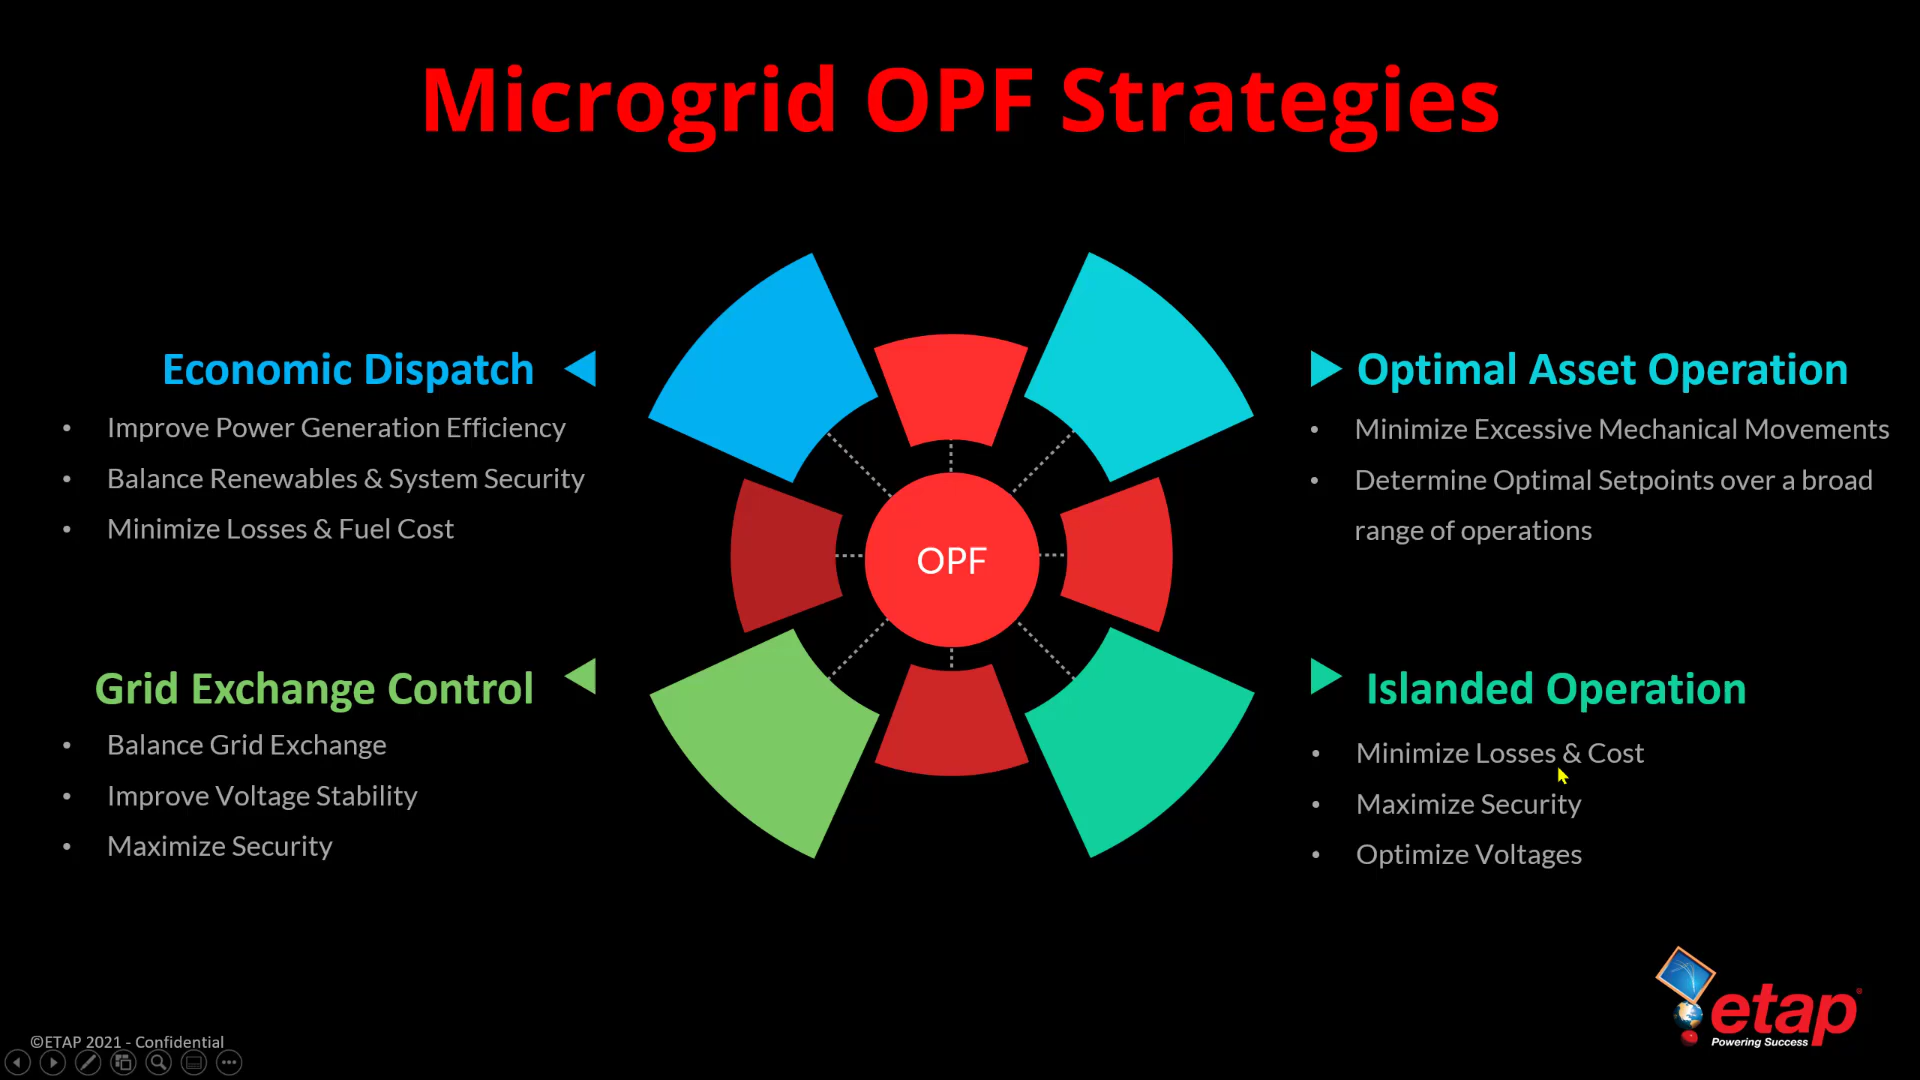 Microgrid OPF Strategies
Economic Dispatch
• Improve Power Generation Efficiency
• Balance Renewables & System Security
• Minimize Losses & Fuel Cost
Grid Exchange Control
• Balance Grid Exchange
• Improve Voltage Stability
• Maximize Security
OPF
Optimal Asset Operation
• Minimize Excessive Mechanical Movements
• Determine Optimal Setpoints over a broad
range of operations
Islanded Operation
• Minimize Losses & Cost
• Maximize Security
• Optimize Voltages
etap®
Powering Success
©ETAP 2021 - Confidential